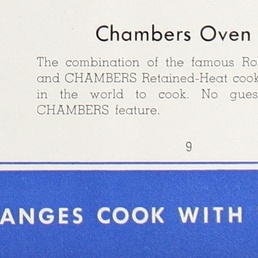 Chambers Oven
The combination of the famous Ro
and CHAMBERS Retained-Heat cook
in the world to cook. No gues
CHAMBERS feature.
9
ANGES COOK WITH